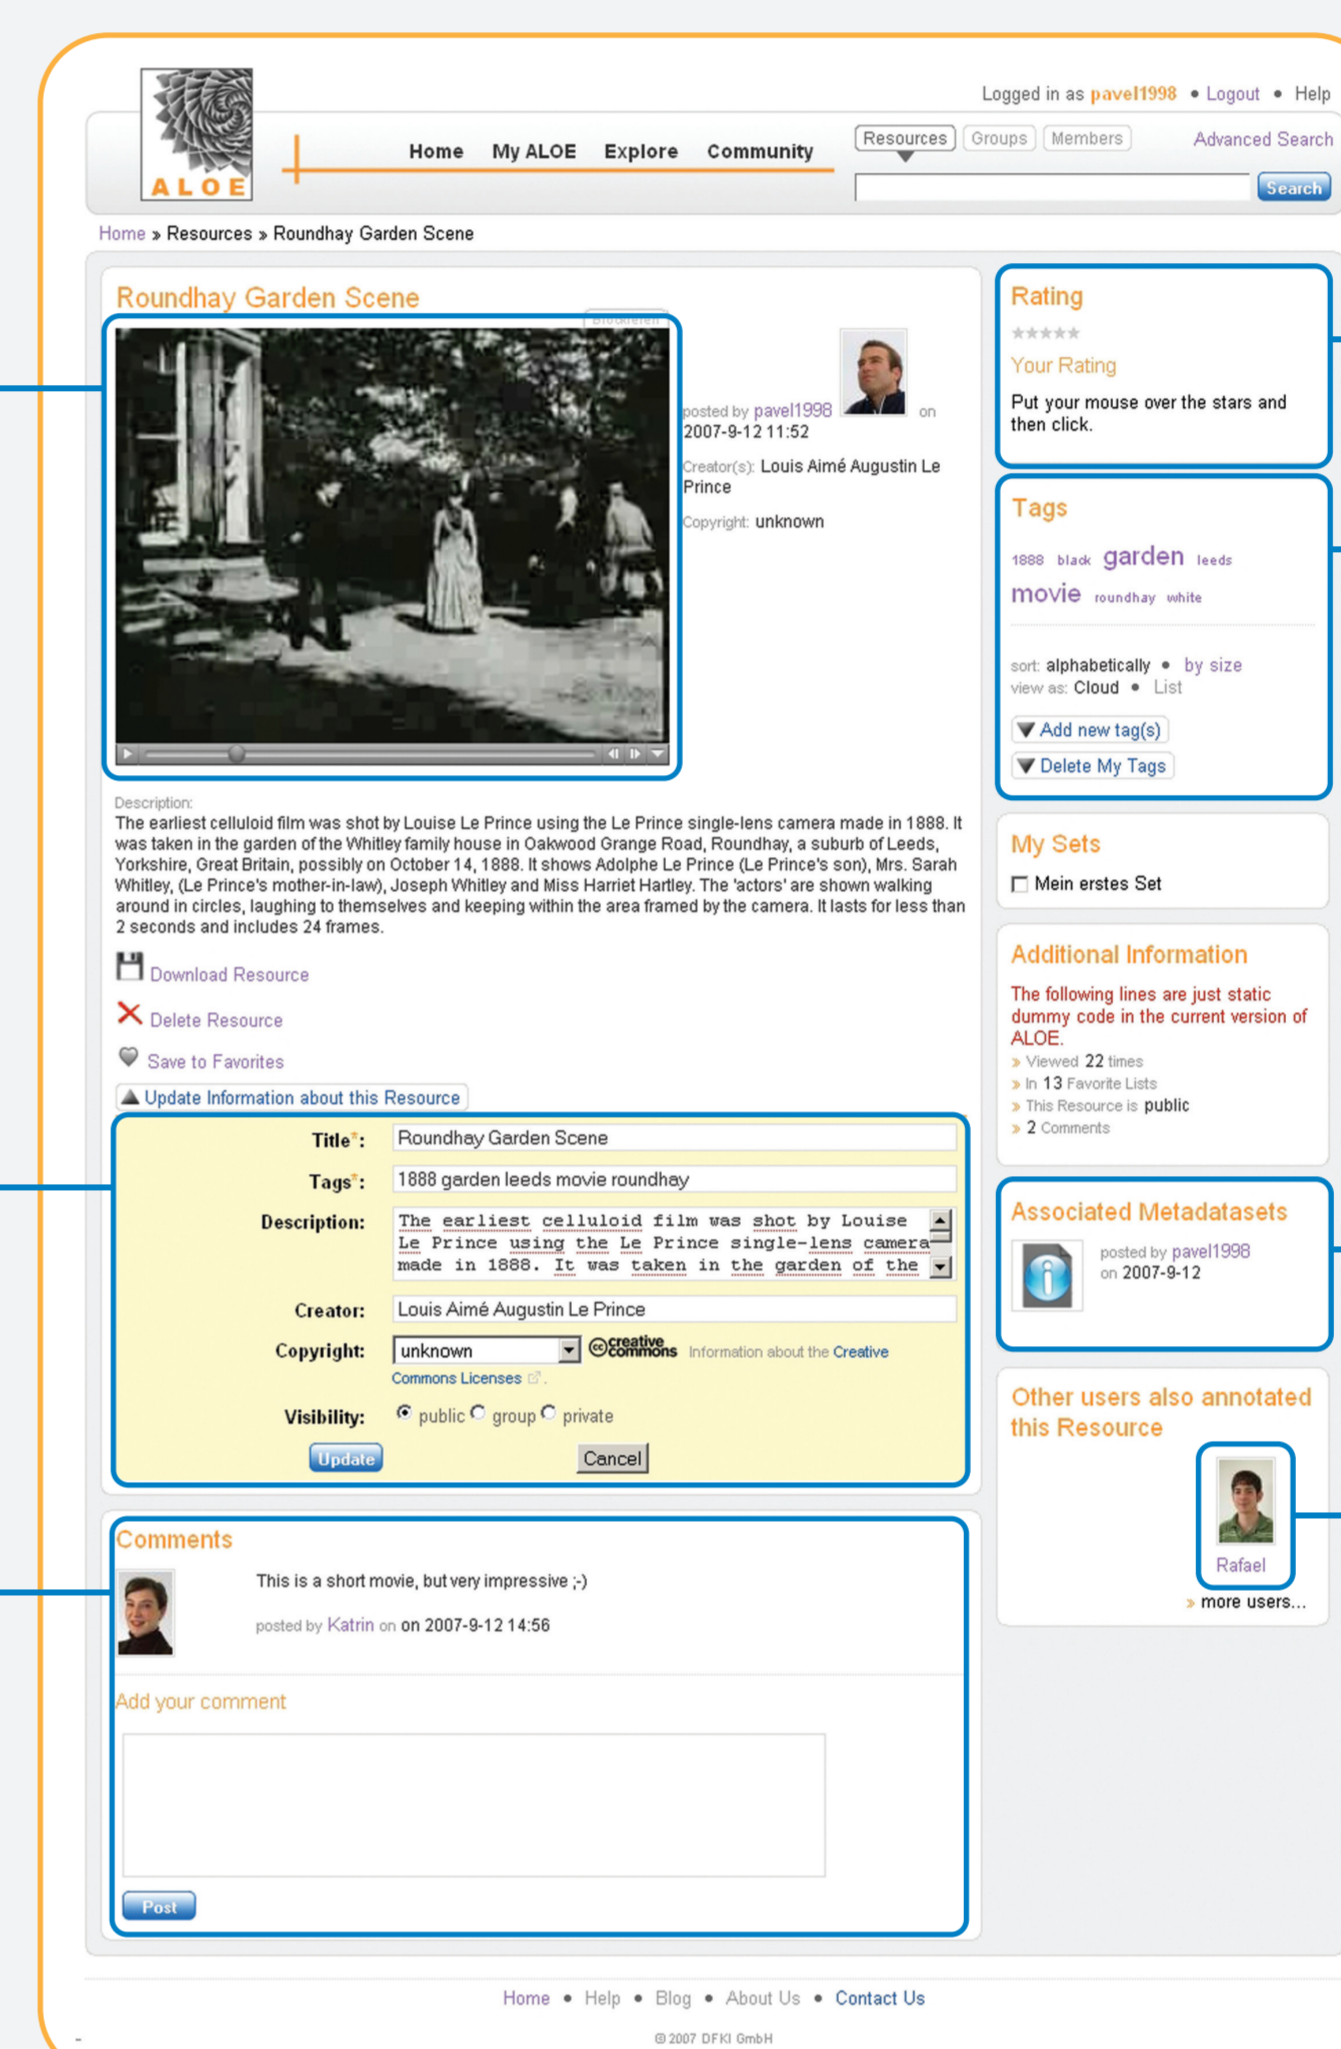 ALOE
Logged in as pavel1998 • Logout • Help
Home My ALOE Explore Community
Resources Groups Members Advanced Search
Search
Home » Resources » Roundhay Garden Scene
Roundhay Garden Scene
posted by pavel1998 on
2007-9-12 11:52
Creator(s): Louis Aimé Augustin Le
Prince
Copyright: unknown
Description:
The earliest celluloid film was shot by Louise Le Prince using the Le Prince single-lens camera made in 1888. It
was taken in the garden of the Whitley family house in Oakwood Grange Road, Roundhay, a suburb of Leeds,
Yorkshire, Great Britain, possibly on October 14, 1888. It shows Adolphe Le Prince (Le Prince's son), Mrs. Sarah
Whitley, (Le Prince's mother-in-law), Joseph Whitley and Miss Harriet Hartley. The 'actors' are shown walking
around in circles, laughing to themselves and keeping within the area framed by the camera. It lasts for less than
2 seconds and includes 24 frames.
Download Resource
Delete Resource
Save to Favorites
Update Information about this Resource
Title*: Roundhay Garden Scene
Tags*: 1888 garden leeds movie roundhay
Description: The earliest celluloid film was shot by Louise
Le Prince using the Le Prince single-lens camera
made in 1888. It was taken in the garden of the
Creator: Louis Aimé Augustin Le Prince
Copyright: unknown cc creative commons Information about the Creative
Commons Licenses .
Visibility: public group private
Update Cancel
Comments
This is a short movie, but very impressive ;-)
posted by Katrin on on 2007-9-12 14:56
Add your comment
Post
Rating
Your Rating
Put your mouse over the stars and
then click.
Tags
1888 black garden leeds
movie roundhay white
sort: alphabetically • by size
view as: Cloud • List
Add new tag(s)
Delete My Tags
My Sets
Mein erstes Set
Additional Information
The following lines are just static
dummy code in the current version of
ALOE.
» Viewed 22 times
» In 13 Favorite Lists
» This Resource is public
» 2 Comments
Associated Metadatasets
posted by pavel1998
on 2007-9-12
Other users also annotated
this Resource
Rafael
» more users...
Home • Help • Blog • About Us • Contact Us
© 2007 DFKI GmbH